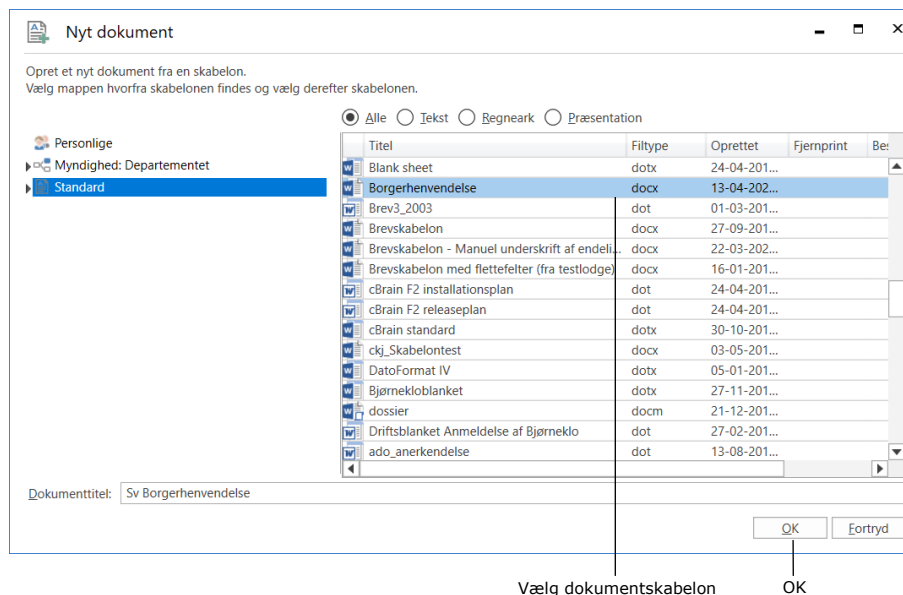 Nyt dokument
Opret et nyt dokument fra en skabelon.
Vælg mappen hvorfra skabelonen findes og vælg derefter skabelonen.
Alle Tekst Regneark Præsentation
Personlige
Myndighed: Departementet
Standard
Titel Filtype Oprettet Fjernprint Bes
Blank sheet dotx 24-04-201...
Borgerhenvendelse docx 13-04-202...
Brev3_2003 dot 01-03-201...
Brevskabelon docx 27-09-201...
Brevskabelon - Manuel underskrift af endeli... docx 22-03-202...
Brevskabelon med flettefelter (fra testlodge) docx 16-01-201...
cBrain F2 installationsplan dot 24-04-201...
cBrain F2 releaseplan dot 24-04-201...
cBrain standard dotx 30-10-201...
ckj_Skabelontest docx 03-05-201...
DatoFormat IV dotx 05-01-201...
Bjørnekloblanket dotx 27-11-201...
dossier docm 21-12-201...
Driftsblanket Anmeldelse af Bjørneklo dot 27-02-201...
ado_anerkendelse dot 13-08-201...
Dokumenttitel: Sv Borgerhenvendelse
OK Fortryd
Vælg dokumentskabelon OK